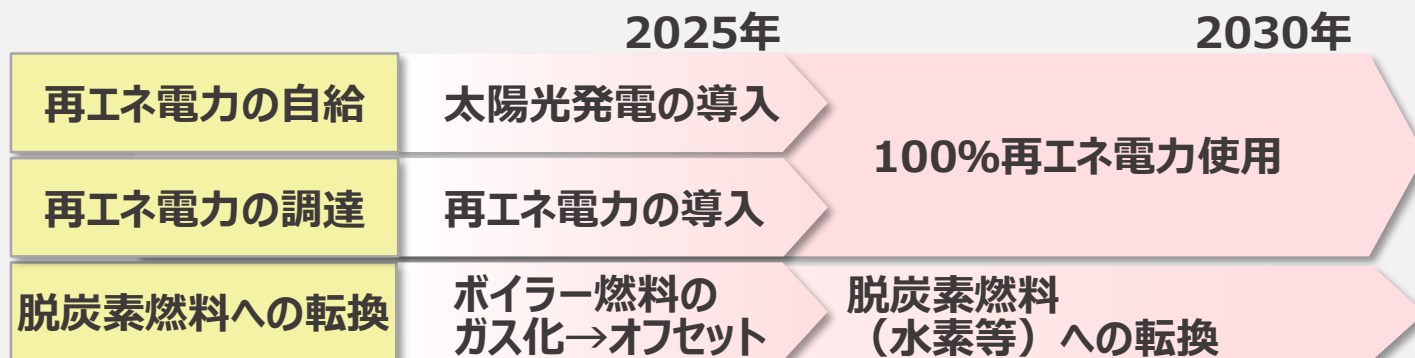 2025年
2030年
再エネ電力の自給
太陽光発電の導入
100%再エネ電力使用
再エネ電力の調達
再エネ電力の導入
脱炭素燃料への転換
ボイラー燃料の
ガス化→オフセット
脱炭素燃料
（水素等）への転換